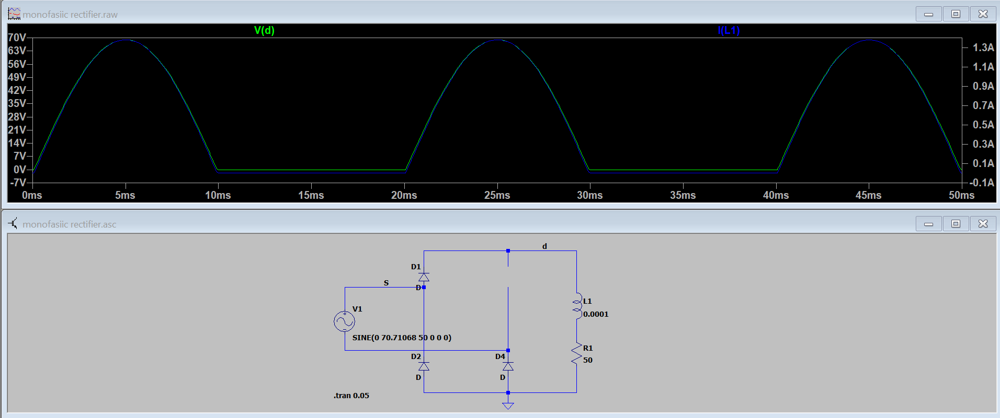 monofasiic rectifier.raw
V(d) I(L1)
70V
63V
56V
49V
42V
35V
28V
21V
14V
7V
0V
-7V
1.3A
1.1A
0.9A
0.7A
0.5A
0.3A
0.1A
-0.1A
0ms 5ms 10ms 15ms 20ms 25ms 30ms 35ms 40ms 45ms 50ms
monofasiic rectifier.asc
d
D1
S
D
V1
L1
0.0001
SINE(0 70.71068 50 0 0 0)
R1
50
D2
D4
D
D
.tran 0.05